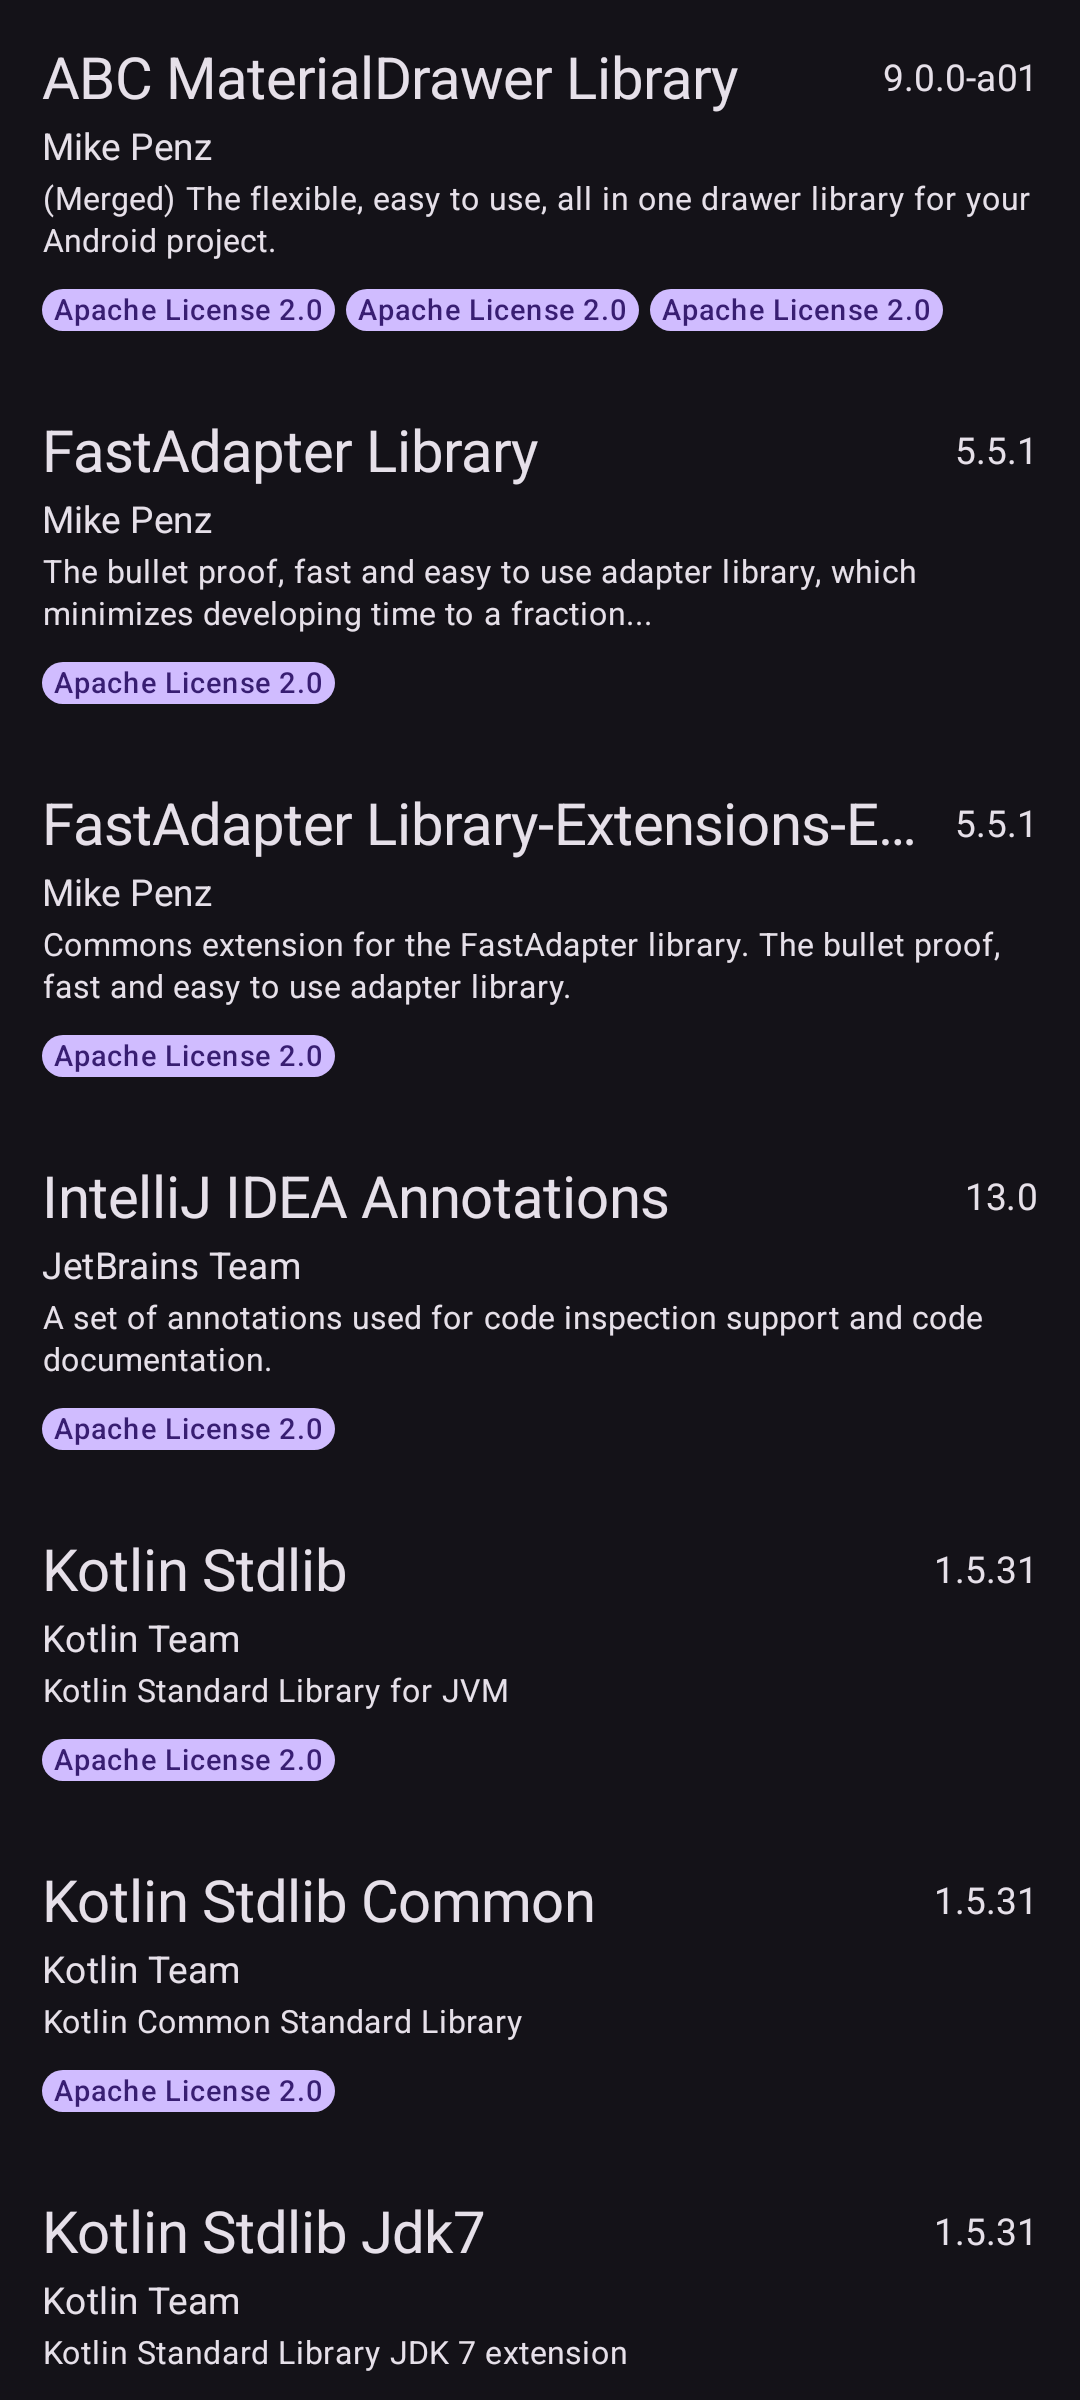 ABC MaterialDrawer Library 9.0.0-a01
Mike Penz
(Merged) The flexible, easy to use, all in one drawer library for your
Android project.
Apache License 2.0 Apache License 2.0 Apache License 2.0
FastAdapter Library 5.5.1
Mike Penz
The bullet proof, fast and easy to use adapter library, which
minimizes developing time to a fraction...
Apache License 2.0
FastAdapter Library-Extensions-E... 5.5.1
Mike Penz
Commons extension for the FastAdapter library. The bullet proof,
fast and easy to use adapter library.
Apache License 2.0
IntelliJ IDEA Annotations 13.0
JetBrains Team
A set of annotations used for code inspection support and code
documentation.
Apache License 2.0
Kotlin Stdlib 1.5.31
Kotlin Team
Kotlin Standard Library for JVM
Apache License 2.0
Kotlin Stdlib Common 1.5.31
Kotlin Team
Kotlin Common Standard Library
Apache License 2.0
Kotlin Stdlib Jdk7 1.5.31
Kotlin Team
Kotlin Standard Library JDK 7 extension